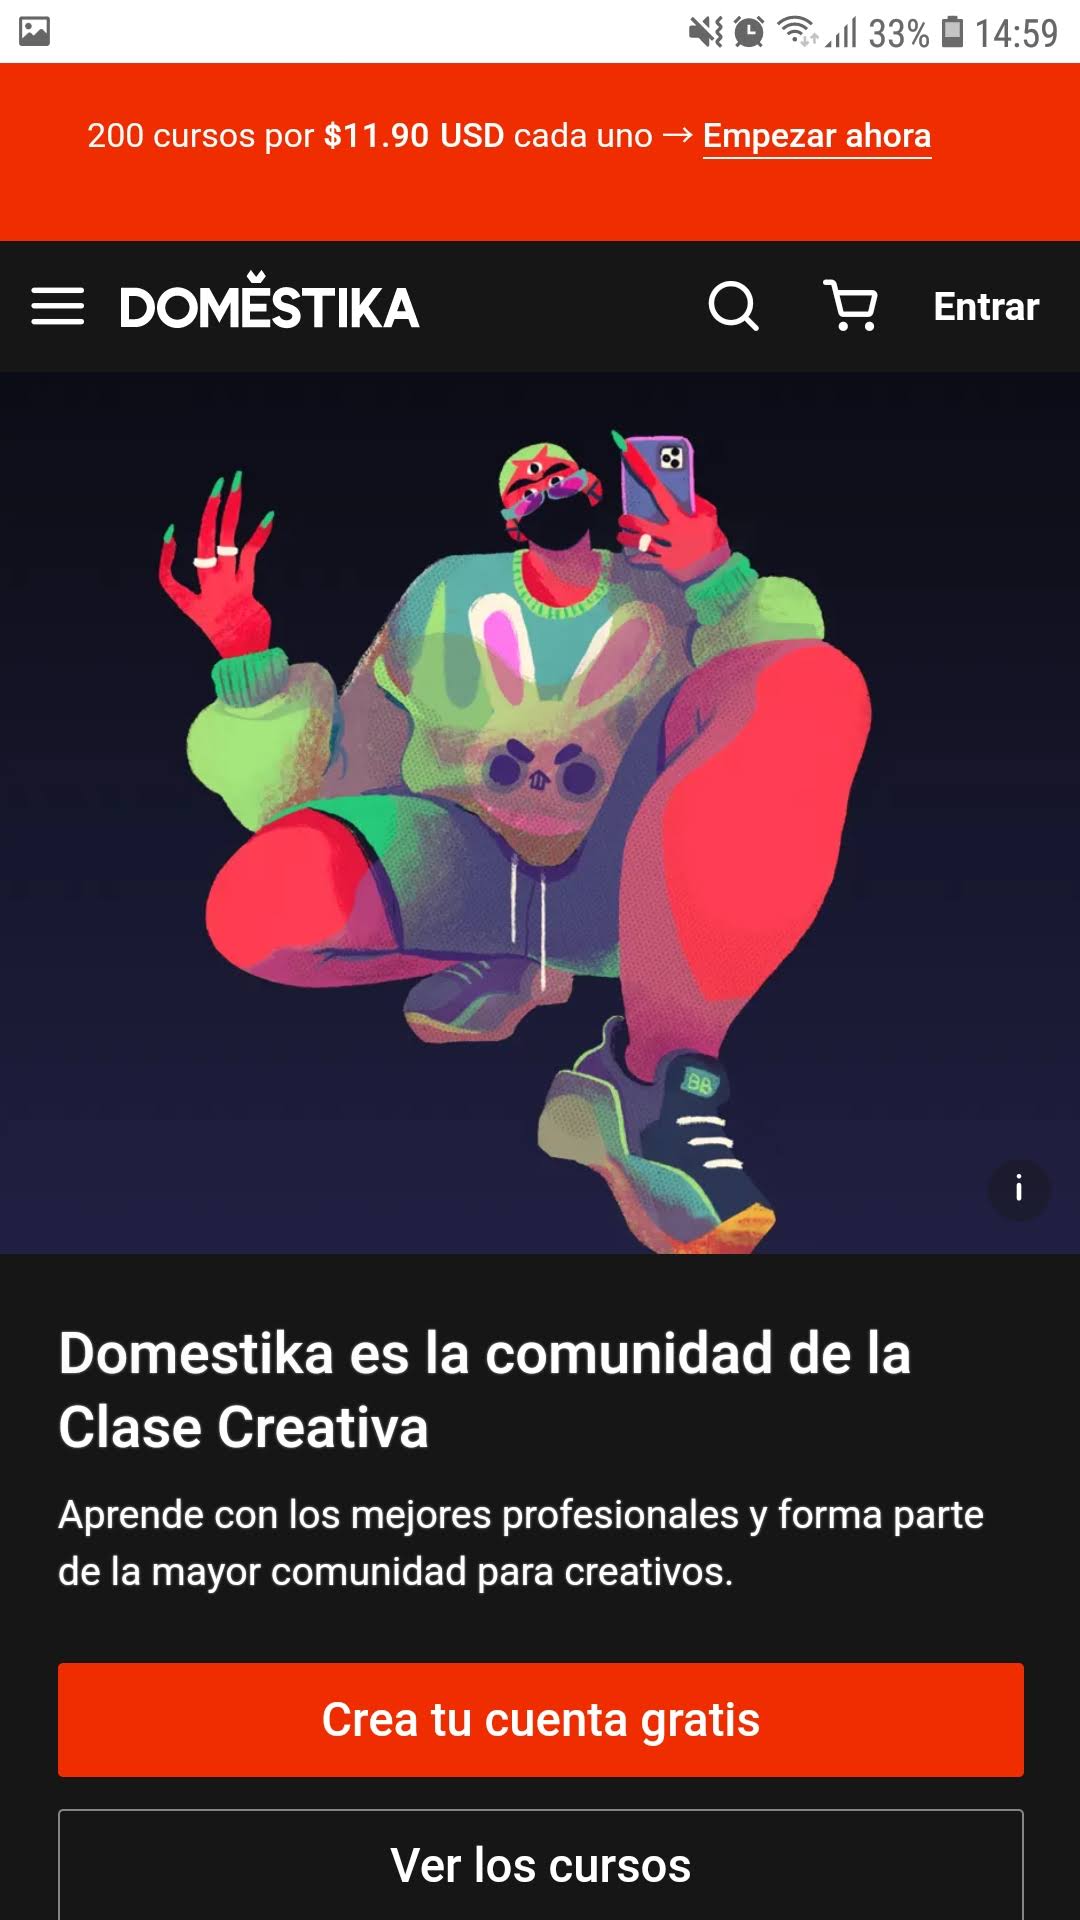 33% 14:59
200 cursos por $11.90 USD cada uno → Empezar ahora
DOMĚSTIKA Entrar
BB
i
Domestika es la comunidad de la
Clase Creativa
Aprende con los mejores profesionales y forma parte
de la mayor comunidad para creativos.
Crea tu cuenta gratis
Ver los cursos